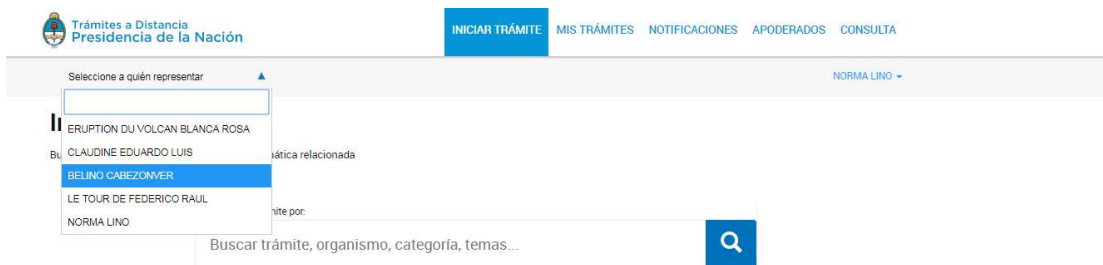 Trámites a Distancia
Presidencia de la Nación
INICIAR TRÁMITE MIS TRÁMITES NOTIFICACIONES APODERADOS CONSULTA
Seleccione a quién representar
NORMA LINO
ERUPTION DU VOLCAN BLANCA ROSA
CLAUDINE EDUARDO LUIS
ática relacionada
BELINO CABEZONVER
LE TOUR DE FEDERICO RAUL
NORMA LINO
mite por:
Buscar trámite, organismo, categoría, temas...